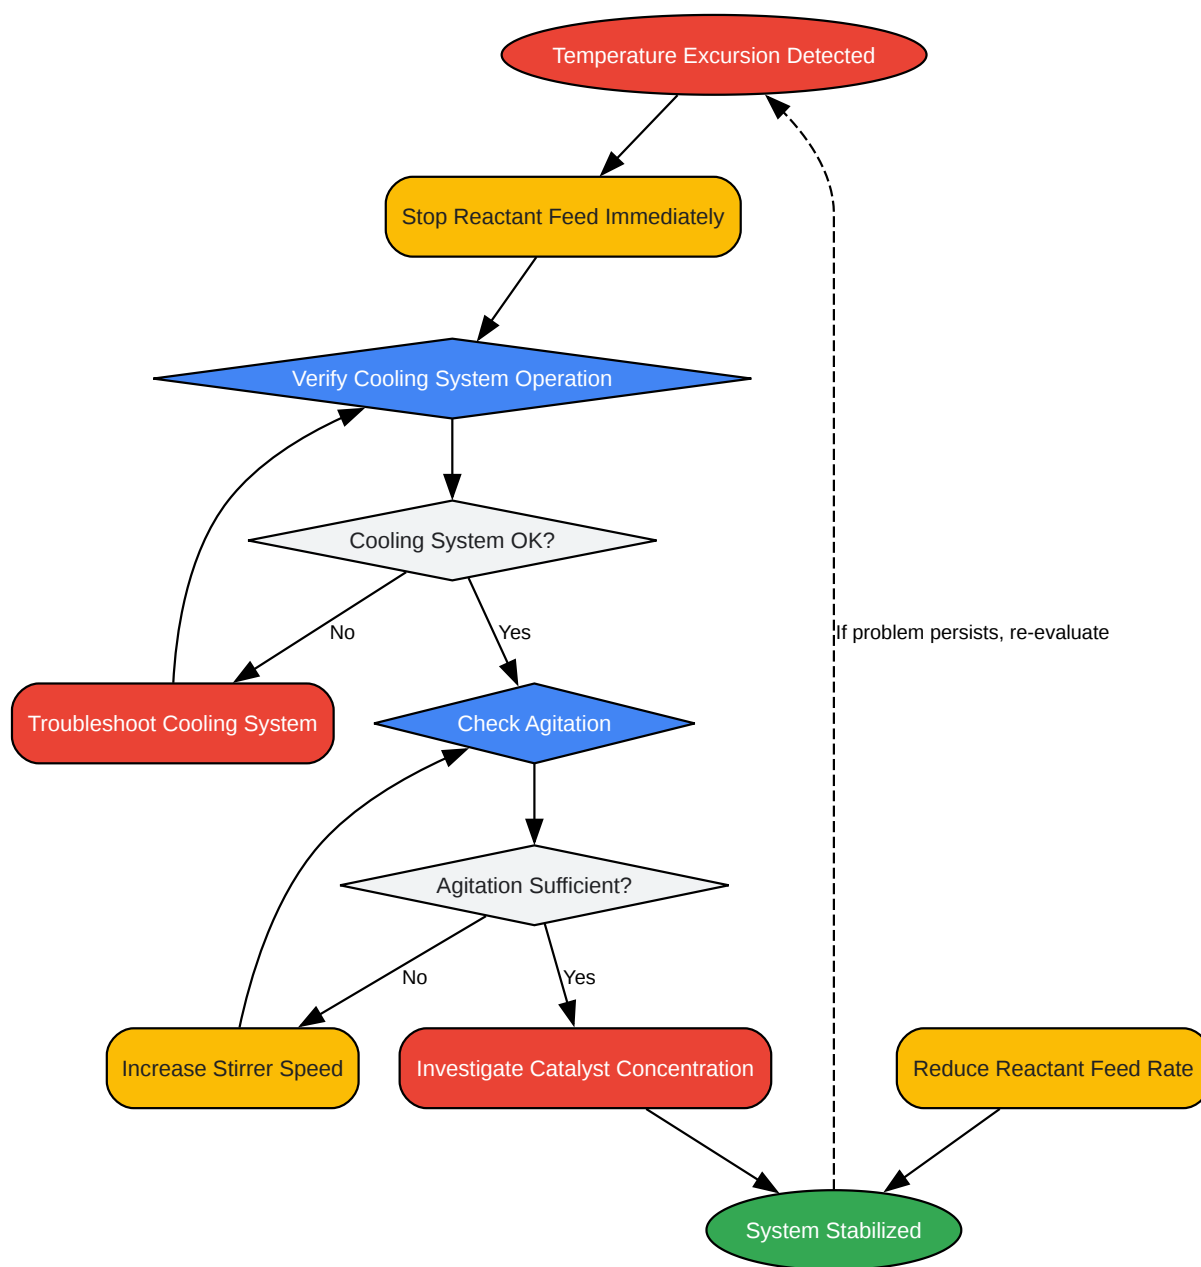 Temperature Excursion Detected
Stop Reactant Feed Immediately
Verify Cooling System Operation
Cooling System OK?
No
Yes
If problem persists, re-evaluate
Troubleshoot Cooling System
Check Agitation
Agitation Sufficient?
No
Yes
Increase Stirrer Speed
Investigate Catalyst Concentration
Reduce Reactant Feed Rate
System Stabilized